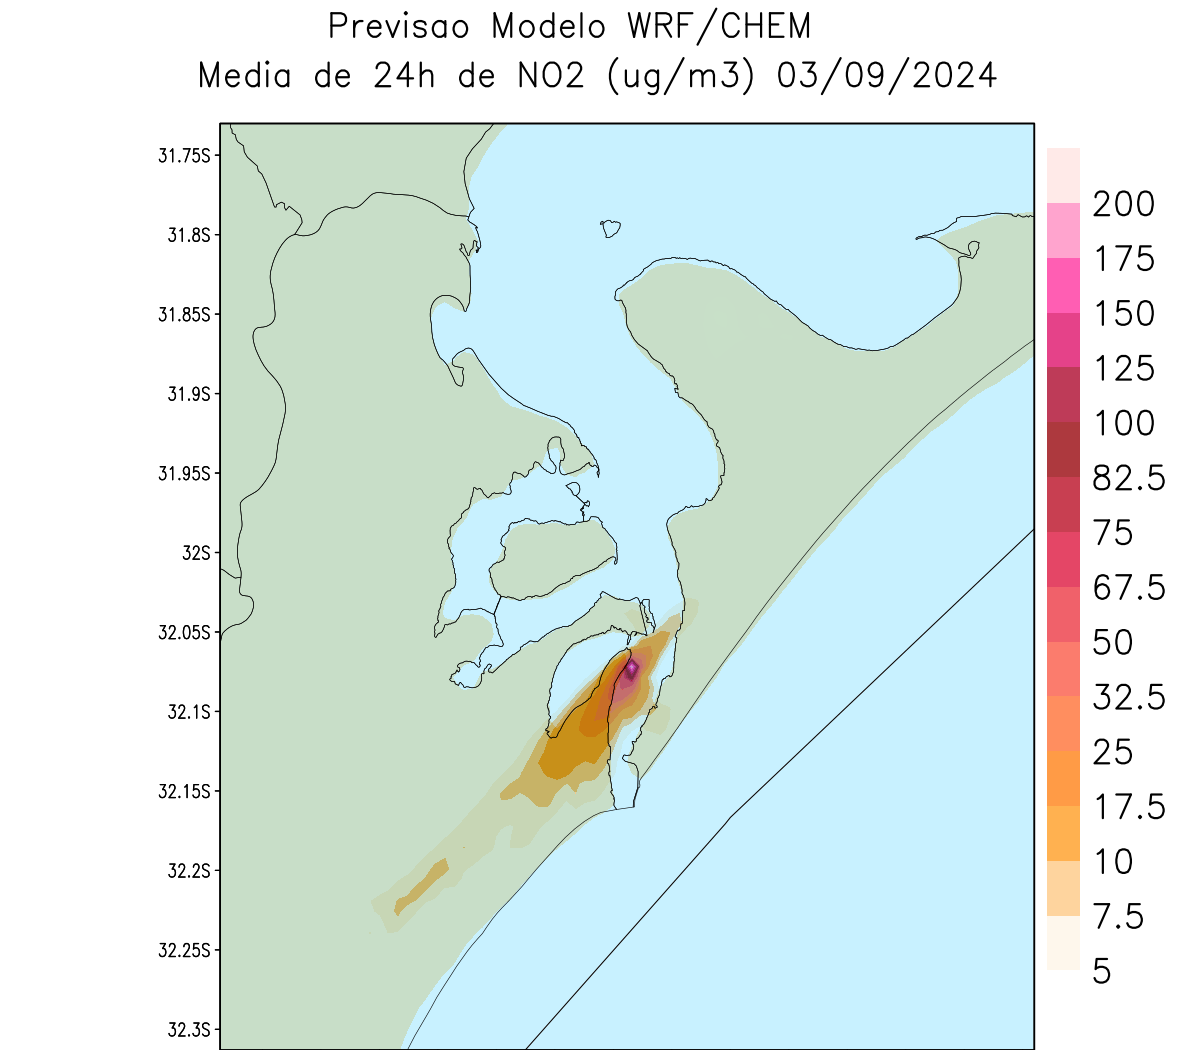 Previsao Modelo WRF/CHEM
Media de 24h de NO2 (ug/m3) 03/09/2024
31.75S
31.8S
31.85S
31.9S
31.95S
32S
32.05S
32.1S
32.15S
32.2S
32.25S
32.3S
200
175
150
125
100
82.5
75
67.5
50
32.5
25
17.5
10
7.5
5